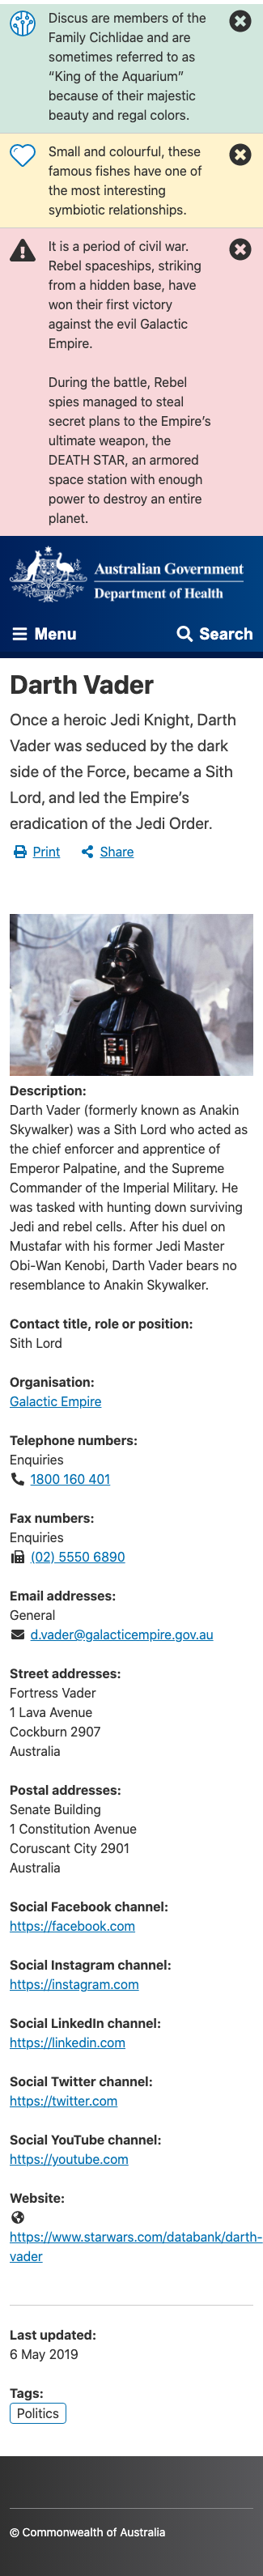 Discus are members of the
Family Cichlidae and are
sometimes referred to as
“King of the Aquarium”
because of their majestic
beauty and regal colors.
Small and colourful, these
famous fishes have one of
the most interesting
symbiotic relationships.
It is a period of civil war.
Rebel spaceships, striking
from a hidden base, have
won their first victory
against the evil Galactic
Empire.
During the battle, Rebel
spies managed to steal
secret plans to the Empire’s
ultimate weapon, the
DEATH STAR, an armored
space station with enough
power to destroy an entire
planet.
Australian Government
Department of Health
Menu Search
Darth Vader
Once a heroic Jedi Knight, Darth
Vader was seduced by the dark
side of the Force, became a Sith
Lord, and led the Empire’s
eradication of the Jedi Order.
Print Share
Description:
Darth Vader (formerly known as Anakin
Skywalker) was a Sith Lord who acted as
the chief enforcer and apprentice of
Emperor Palpatine, and the Supreme
Commander of the Imperial Military. He
was tasked with hunting down surviving
Jedi and rebel cells. After his duel on
Mustafar with his former Jedi Master
Obi-Wan Kenobi, Darth Vader bears no
resemblance to Anakin Skywalker.
Contact title, role or position:
Sith Lord
Organisation:
Galactic Empire
Telephone numbers:
Enquiries
1800 160 401
Fax numbers:
Enquiries
(02) 5550 6890
Email addresses:
General
d.vader@galacticempire.gov.au
Street addresses:
Fortress Vader
1 Lava Avenue
Cockburn 2907
Australia
Postal addresses:
Senate Building
1 Constitution Avenue
Coruscant City 2901
Australia
Social Facebook channel:
https://facebook.com
Social Instagram channel:
https://instagram.com
Social LinkedIn channel:
https://linkedin.com
Social Twitter channel:
https://twitter.com
Social YouTube channel:
https://youtube.com
Website:
https://www.starwars.com/databank/darth-
vader
Last updated:
6 May 2019
Tags:
Politics
© Commonwealth of Australia